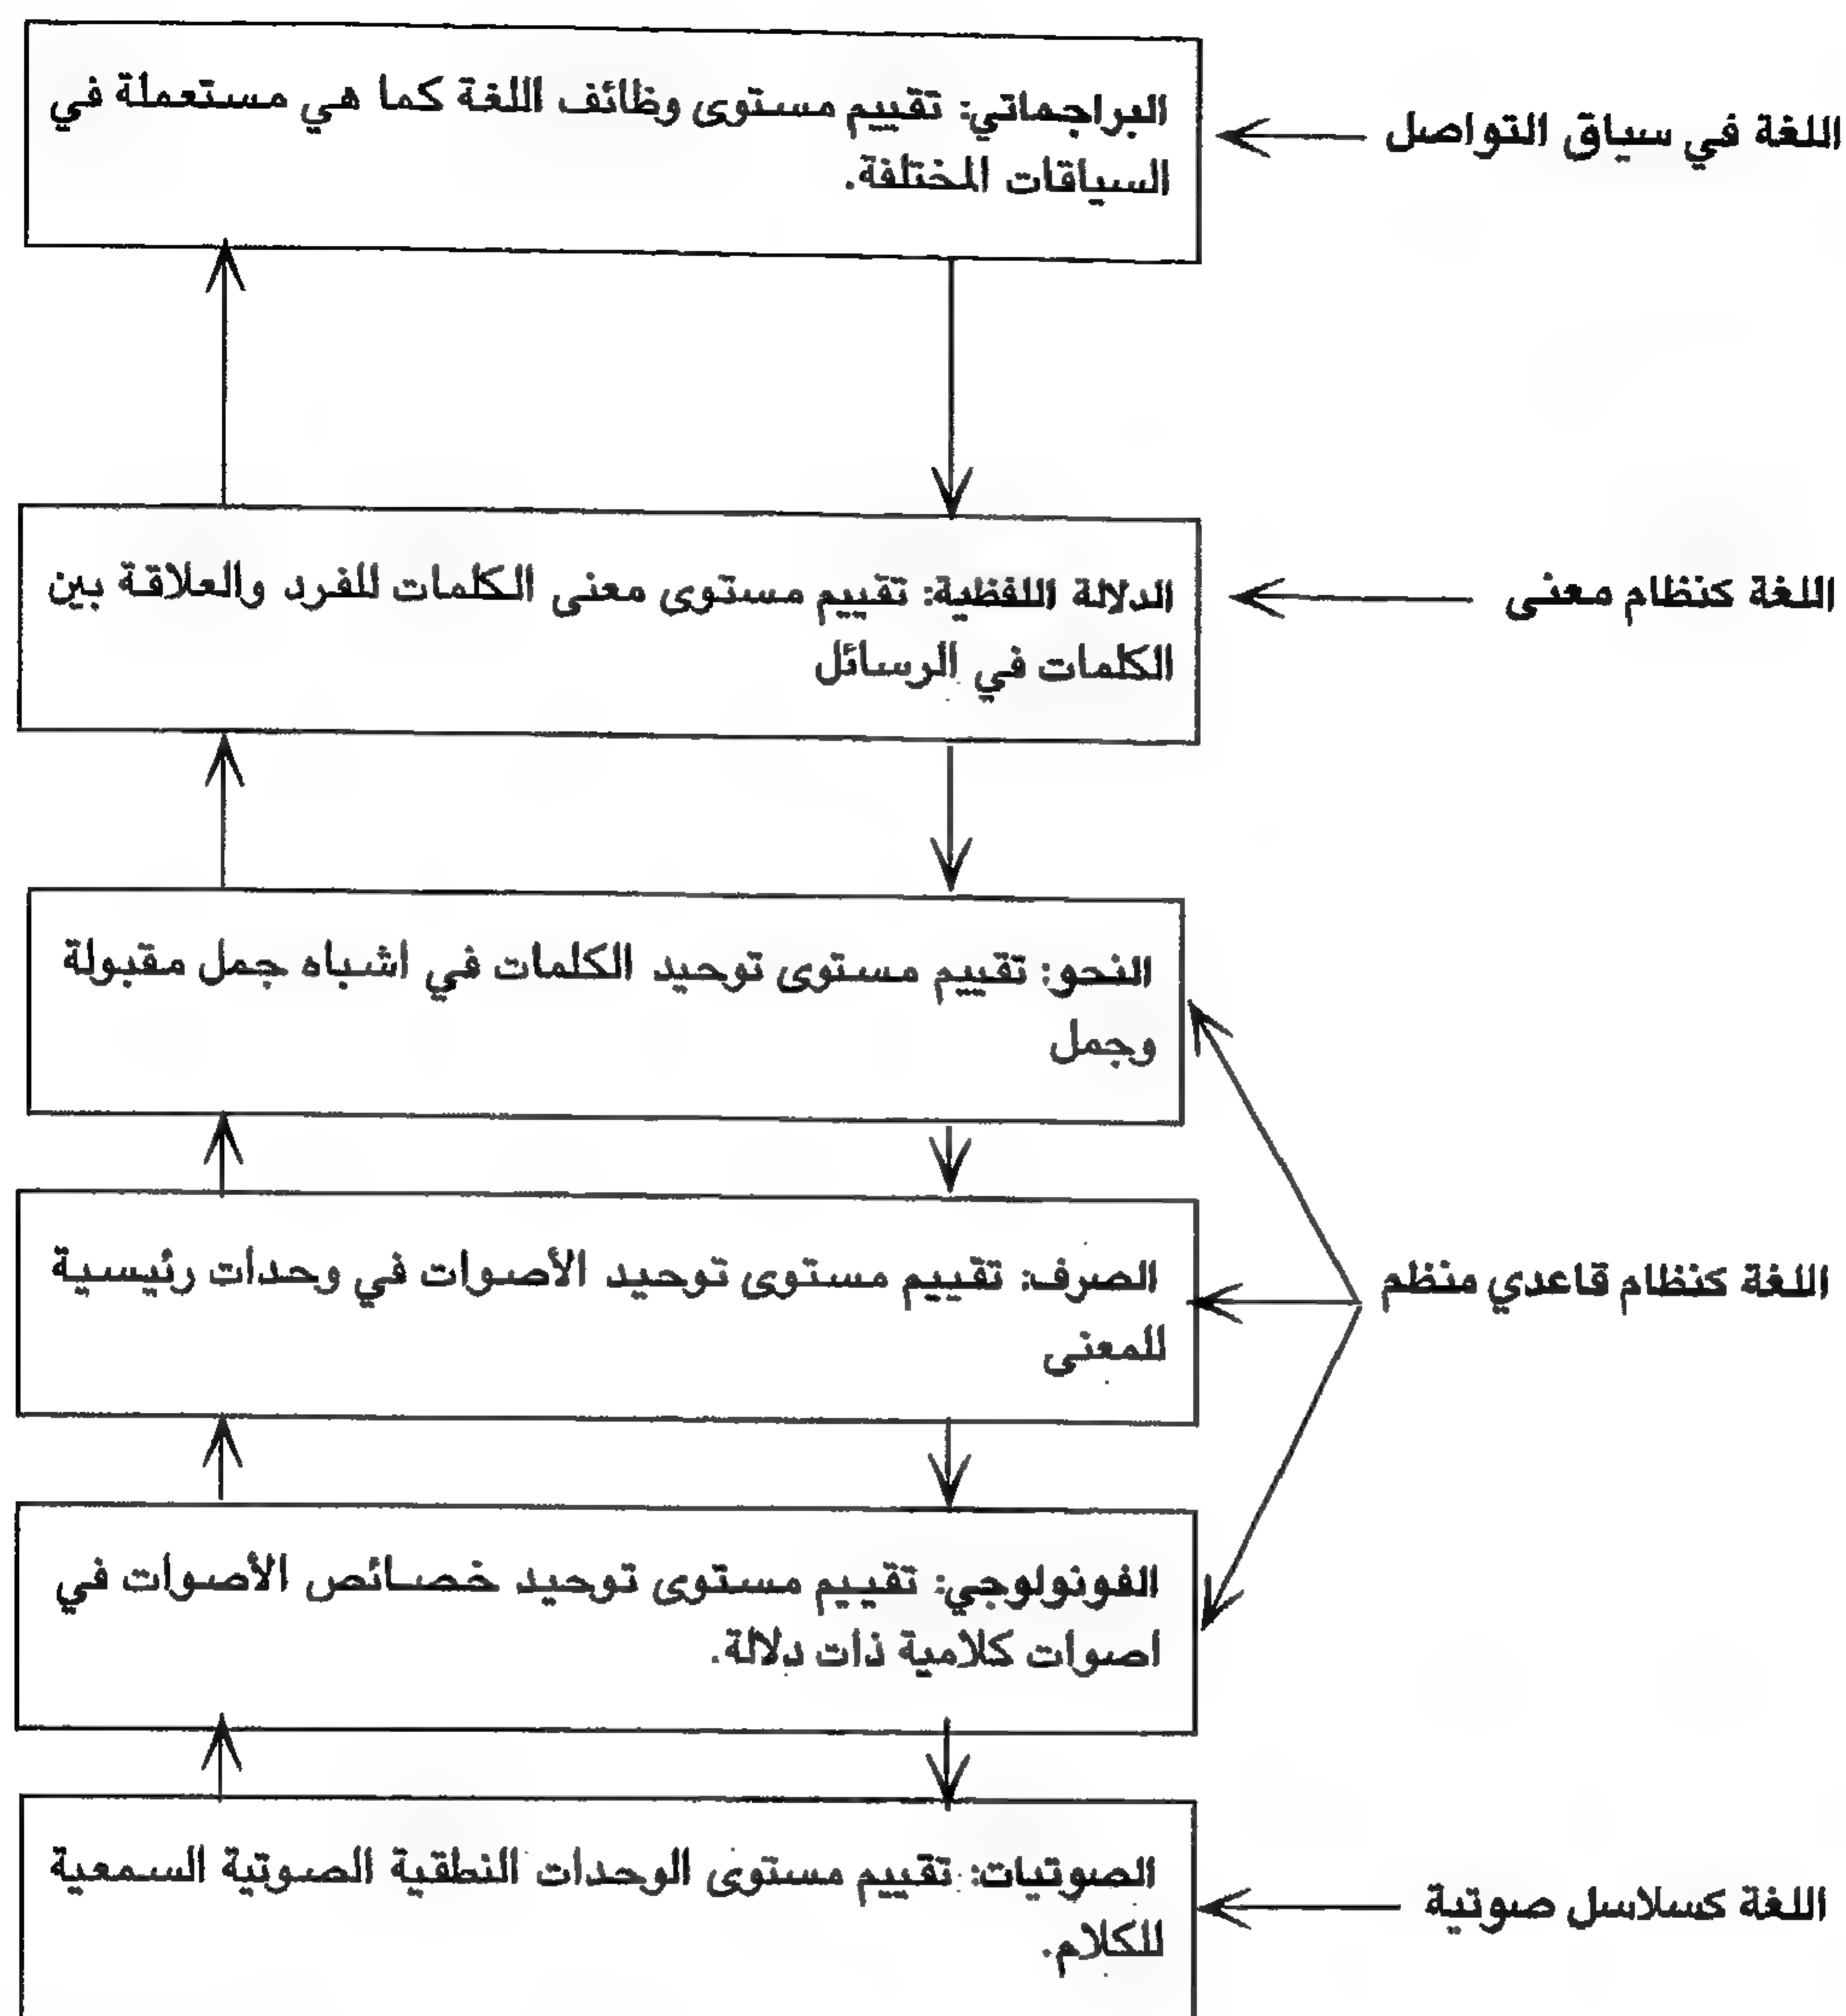 اللغة في سياق التواصل
البراجماتي: تقييم مستوى وظائف اللغة كما هي مستعملة في
السياقات المختلفة.
اللغة كنظام معنى
الدلالة اللفظية: تقييم مستوى معنى الكلمات للفرد والعلاقة بين
الكلمات في الرسائل
النحو: تقييم مستوى توحيد الكلمات في اشباه جمل مقبولة
وجمل
اللغة كنظام قاعدي منظم
الصرف: تقييم مستوى توحيد الأصوات في وحدات رئيسية
للمعنى
الفونولوجي: تقييم مستوى توحيد خصائص الأصوات في
اصوات كلامية ذات دلالة.
اللغة كسلاسل صوتية
الصوتيات: تقييم مستوى الوحدات النطقية الصوتية السمعية
للكلام.